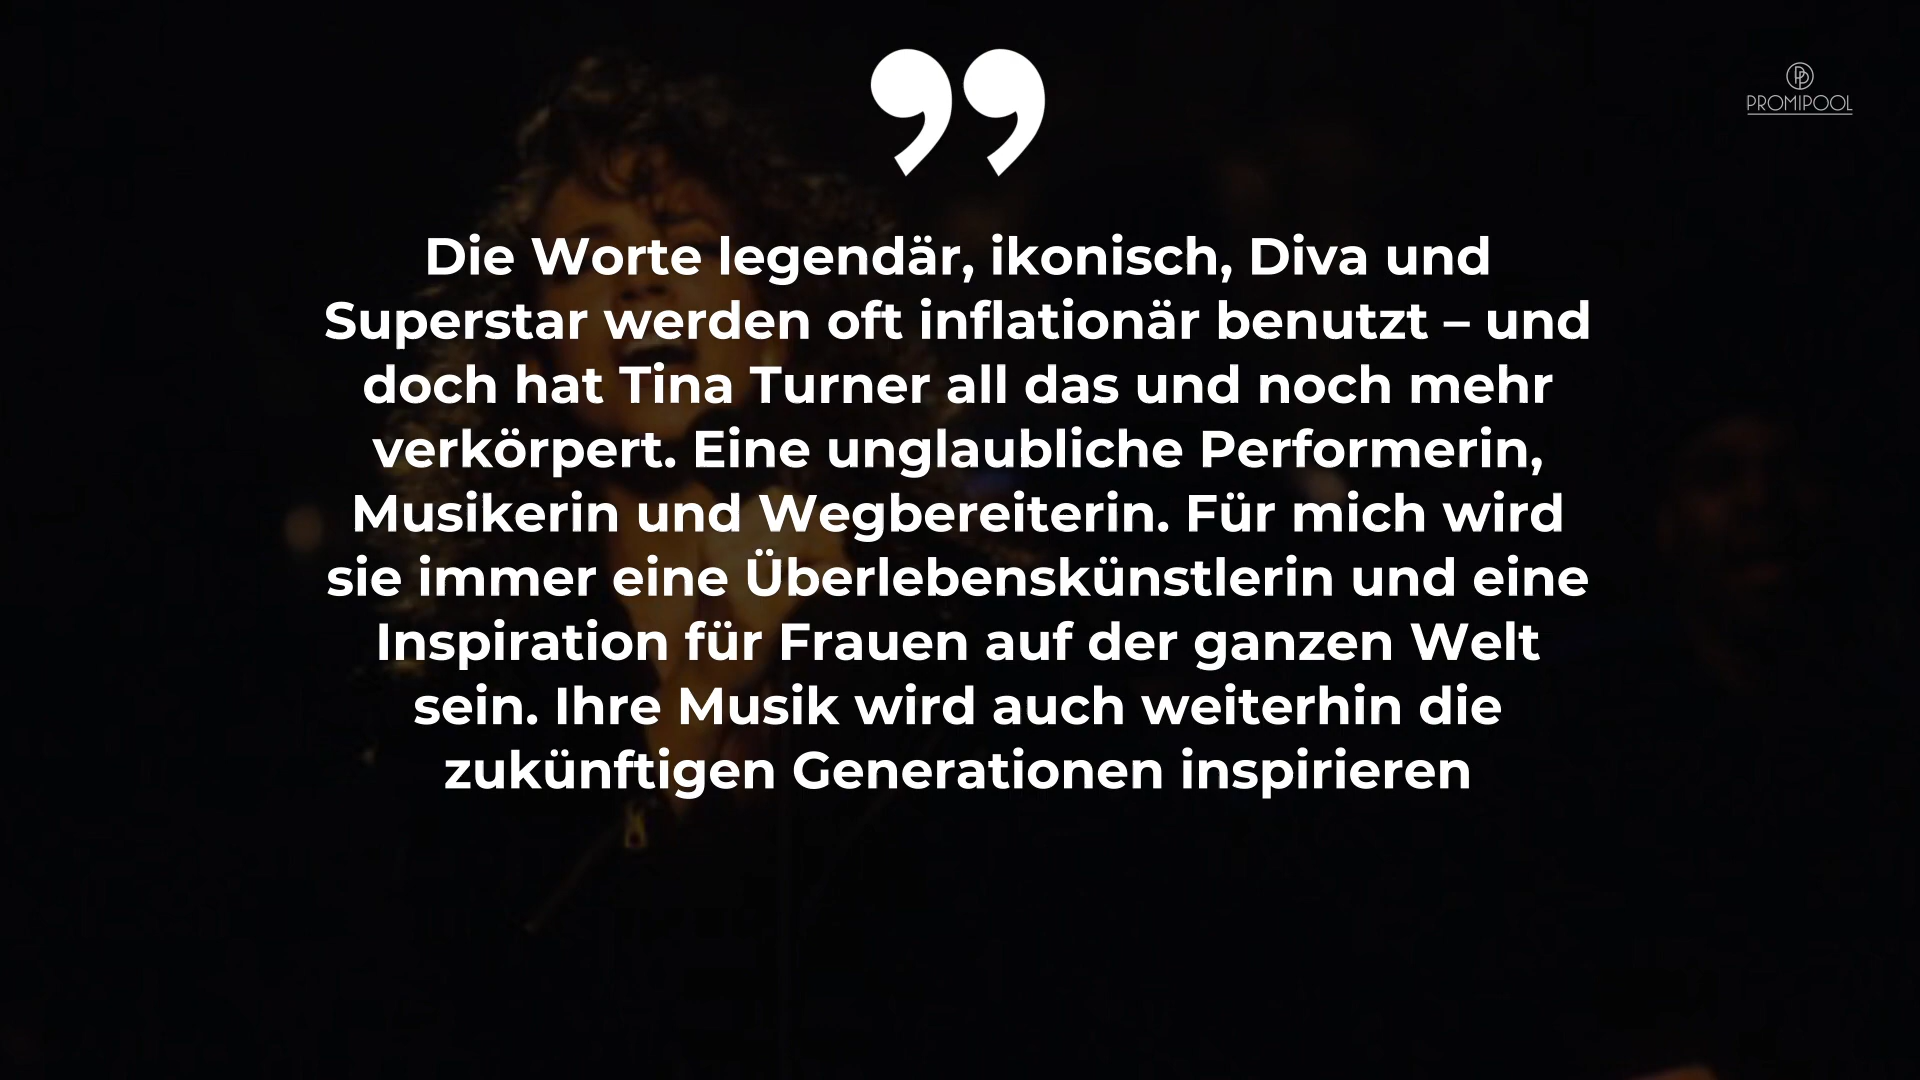 PROMIPOOL
Die Worte legendär, ikonisch, Diva und
Superstar werden oft inflationär benutzt – und
doch hat Tina Turner all das und noch mehr
verkörpert. Eine unglaubliche Performerin,
Musikerin und Wegbereiterin. Für mich wird
sie immer eine Überlebenskünstlerin und eine
Inspiration für Frauen auf der ganzen Welt
sein. Ihre Musik wird auch weiterhin die
zukünftigen Generationen inspirieren